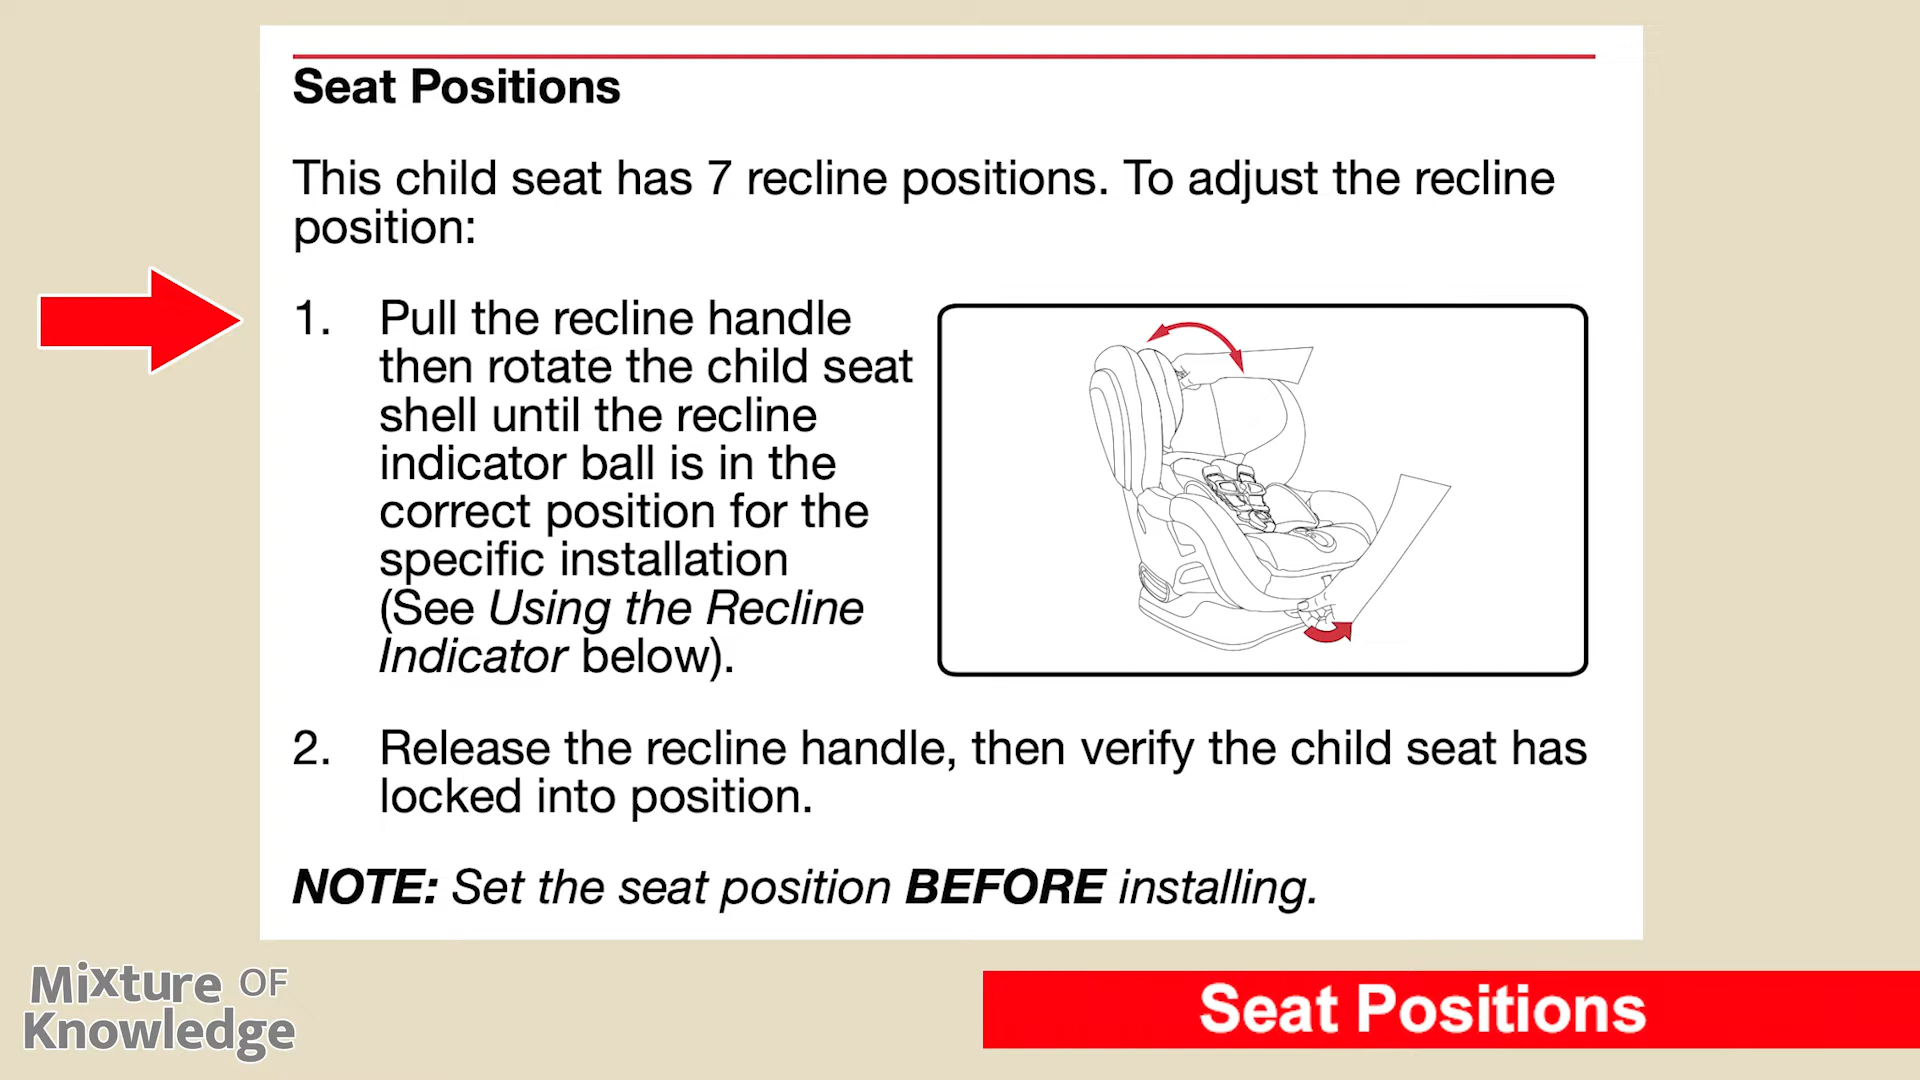 Seat Positions
This child seat has 7 recline positions. To adjust the recline
position:
1. Pull the recline handle
then rotate the child seat
shell until the recline
indicator ball is in the
correct position for the
specific installation
(See Using the Recline
Indicator below).
2. Release the recline handle, then verify the child seat has
locked into position.
NOTE: Set the seat position BEFORE installing.
Mixture OF
Knowledge
Seat Positions